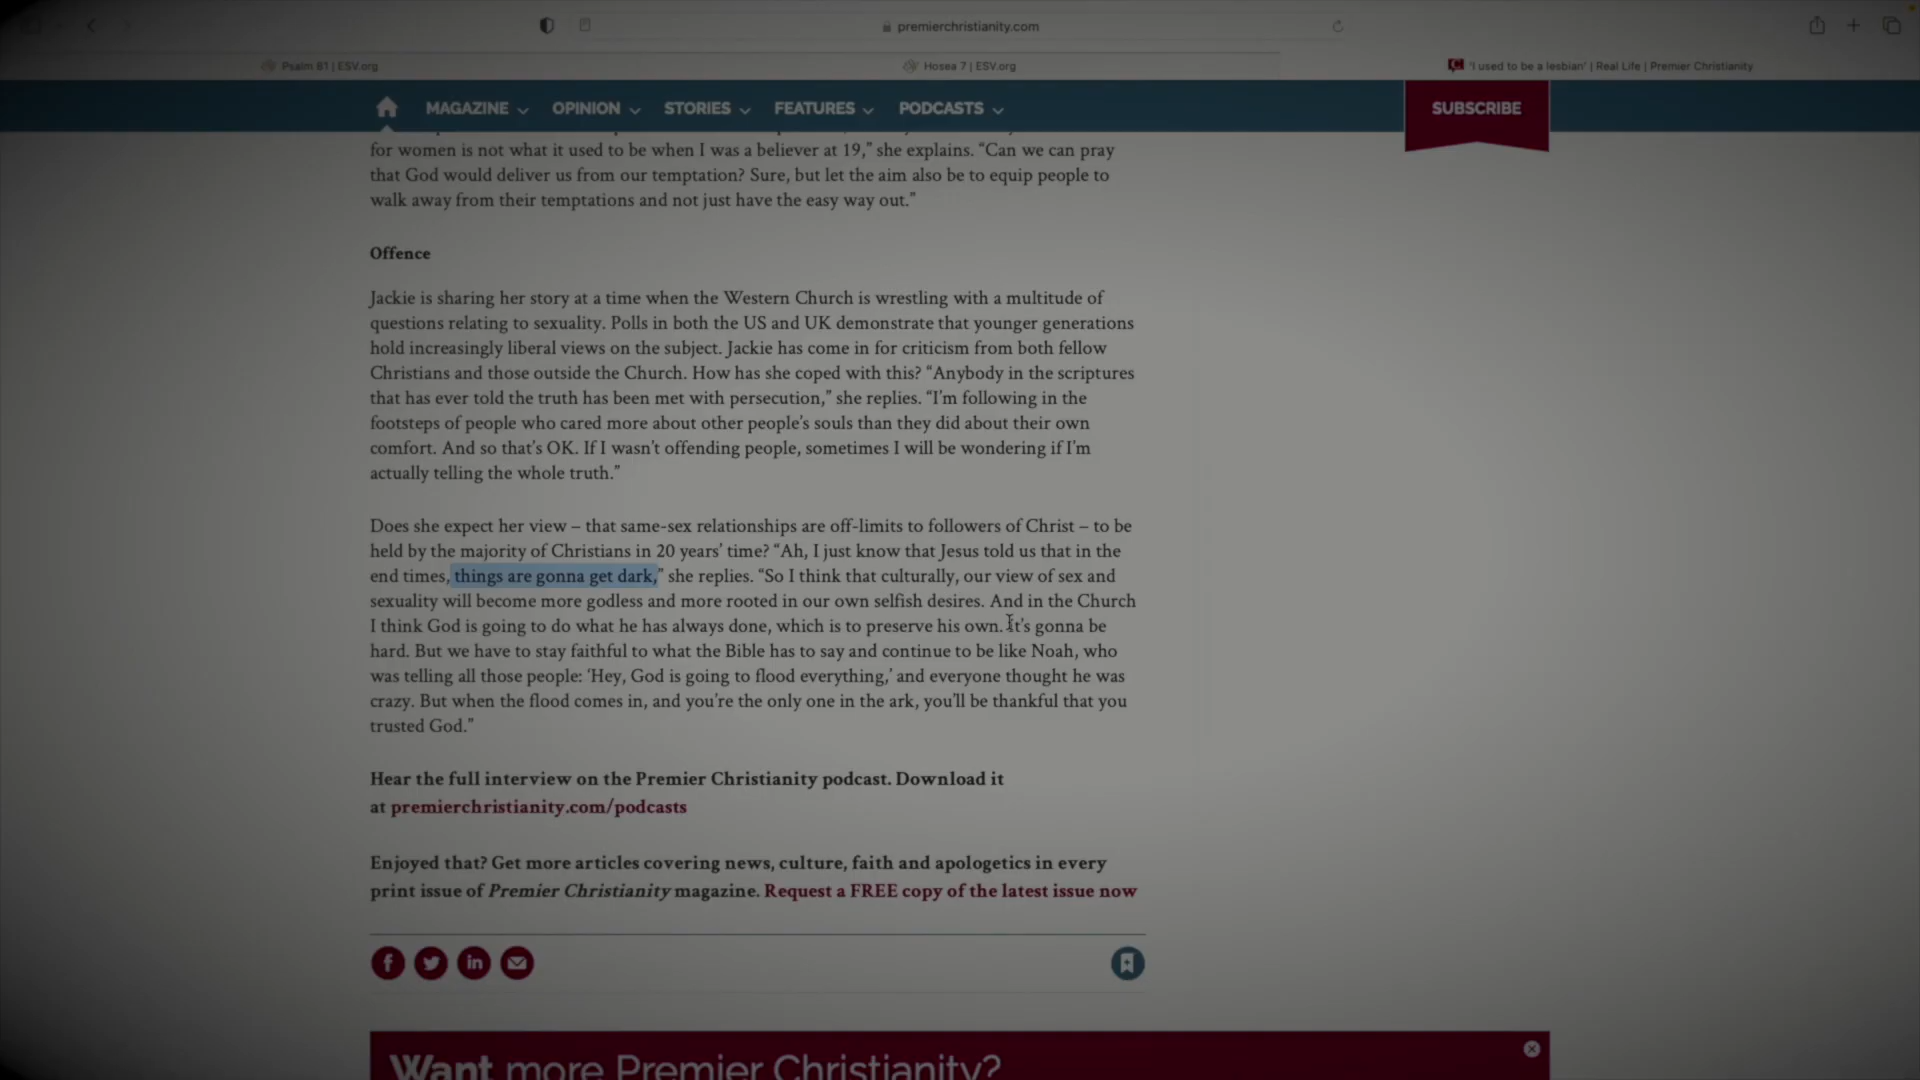 premierchristianity.com
Psalm 81 | ESV.org
Hosea 7 | ESV.org
'I used to be a lesbian' | Real Life | Premier Christianity
MAGAZINE
OPINION
STORIES
FEATURES
PODCASTS
SUBSCRIBE
for women is not what it used to be when I was a believer at 19,” she explains. “Can we can pray
that God would deliver us from our temptation? Sure, but let the aim also be to equip people to
walk away from their temptations and not just have the easy way out.”
Offence
Jackie is sharing her story at a time when the Western Church is wrestling with a multitude of
questions relating to sexuality. Polls in both the US and UK demonstrate that younger generations
hold increasingly liberal views on the subject. Jackie has come in for criticism from both fellow
Christians and those outside the Church. How has she coped with this? “Anybody in the scriptures
that has ever told the truth has been met with persecution,” she replies. “I’m following in the
footsteps of people who cared more about other people’s souls than they did about their own
comfort. And so that’s OK. If I wasn’t offending people, sometimes I will be wondering if I’m
actually telling the whole truth.”
Does she expect her view – that same-sex relationships are off-limits to followers of Christ – to be
held by the majority of Christians in 20 years’ time? “Ah, I just know that Jesus told us that in the
end times, things are gonna get dark,” she replies. “So I think that culturally, our view of sex and
sexuality will become more godless and more rooted in our own selfish desires. And in the Church
I think God is going to do what he has always done, which is to preserve his own. It’s gonna be
hard. But we have to stay faithful to what the Bible has to say and continue to be like Noah, who
was telling all those people: ‘Hey, God is going to flood everything,’ and everyone thought he was
crazy. But when the flood comes in, and you’re the only one in the ark, you’ll be thankful that you
trusted God.”
Hear the full interview on the Premier Christianity podcast. Download it
at premierchristianity.com/podcasts
Enjoyed that? Get more articles covering news, culture, faith and apologetics in every
print issue of Premier Christianity magazine. Request a FREE copy of the latest issue now
Want more Premier Christianity?